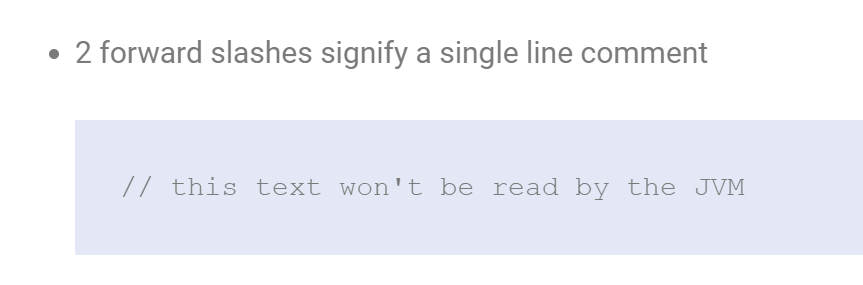 2 forward slashes signify a single line comment
// this text won't be read by the JVM